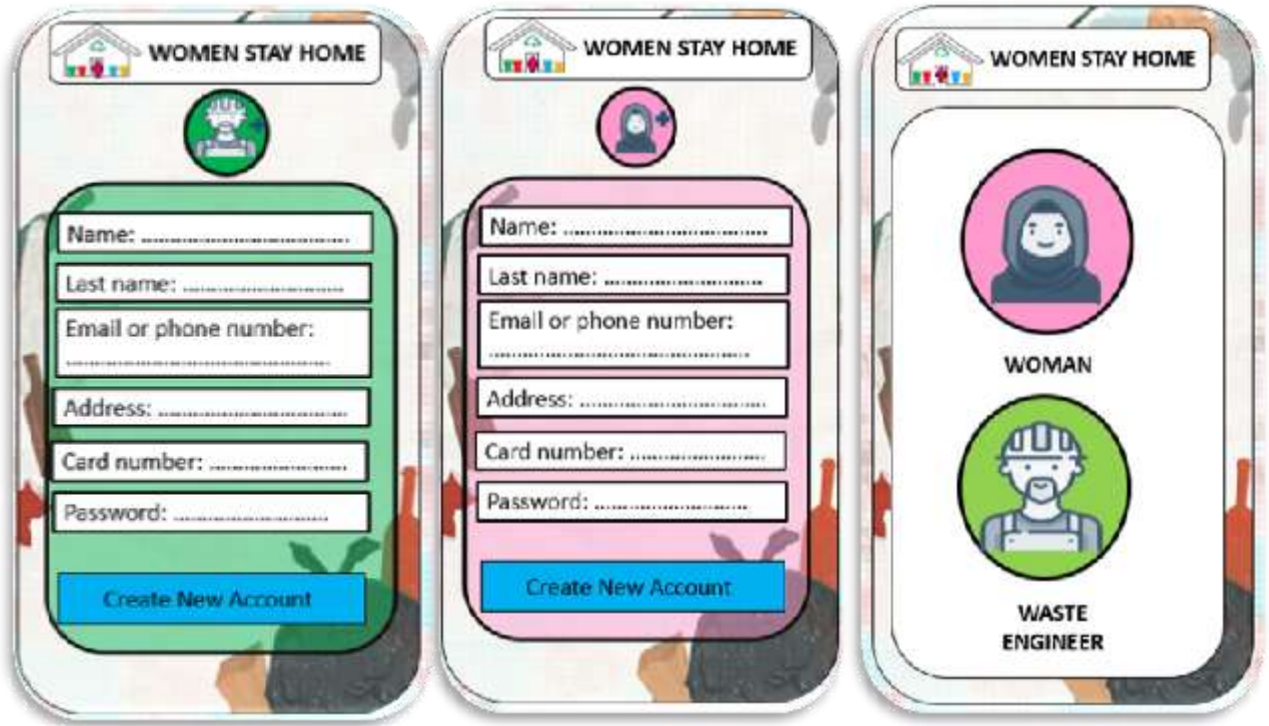 WOMEN STAY HOME
Name: ....................................
Last name: ............................
Email or phone number:
..............................................
Address: .................................
Card number: ........................
Password: ...........................
Create New Account
WOMEN STAY HOME
Name: ....................................
Last name: ............................
Email or phone number:
..............................................
Address: .................................
Card number: ........................
Password: ...........................
Create New Account
WOMEN STAY HOME
WOMAN
WASTE
ENGINEER